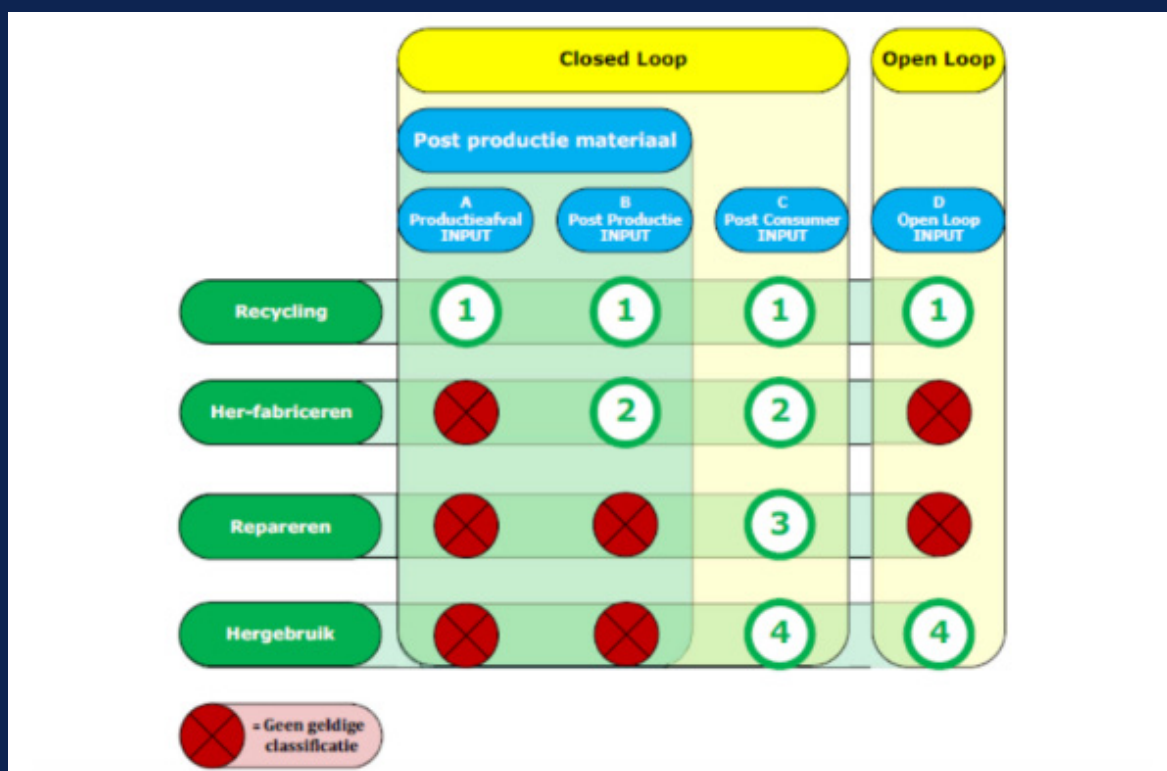 Closed Loop
Open Loop
Post productie materiaal
A
Productieafval
INPUT
B
Post Productie
INPUT
C
Post Consumer
INPUT
D
Open Loop
INPUT
Recycling
1
1
1
1
Her-fabriceren
2
2
Repareren
3
Hergebruik
4
4
= Geen geldige
classificatie